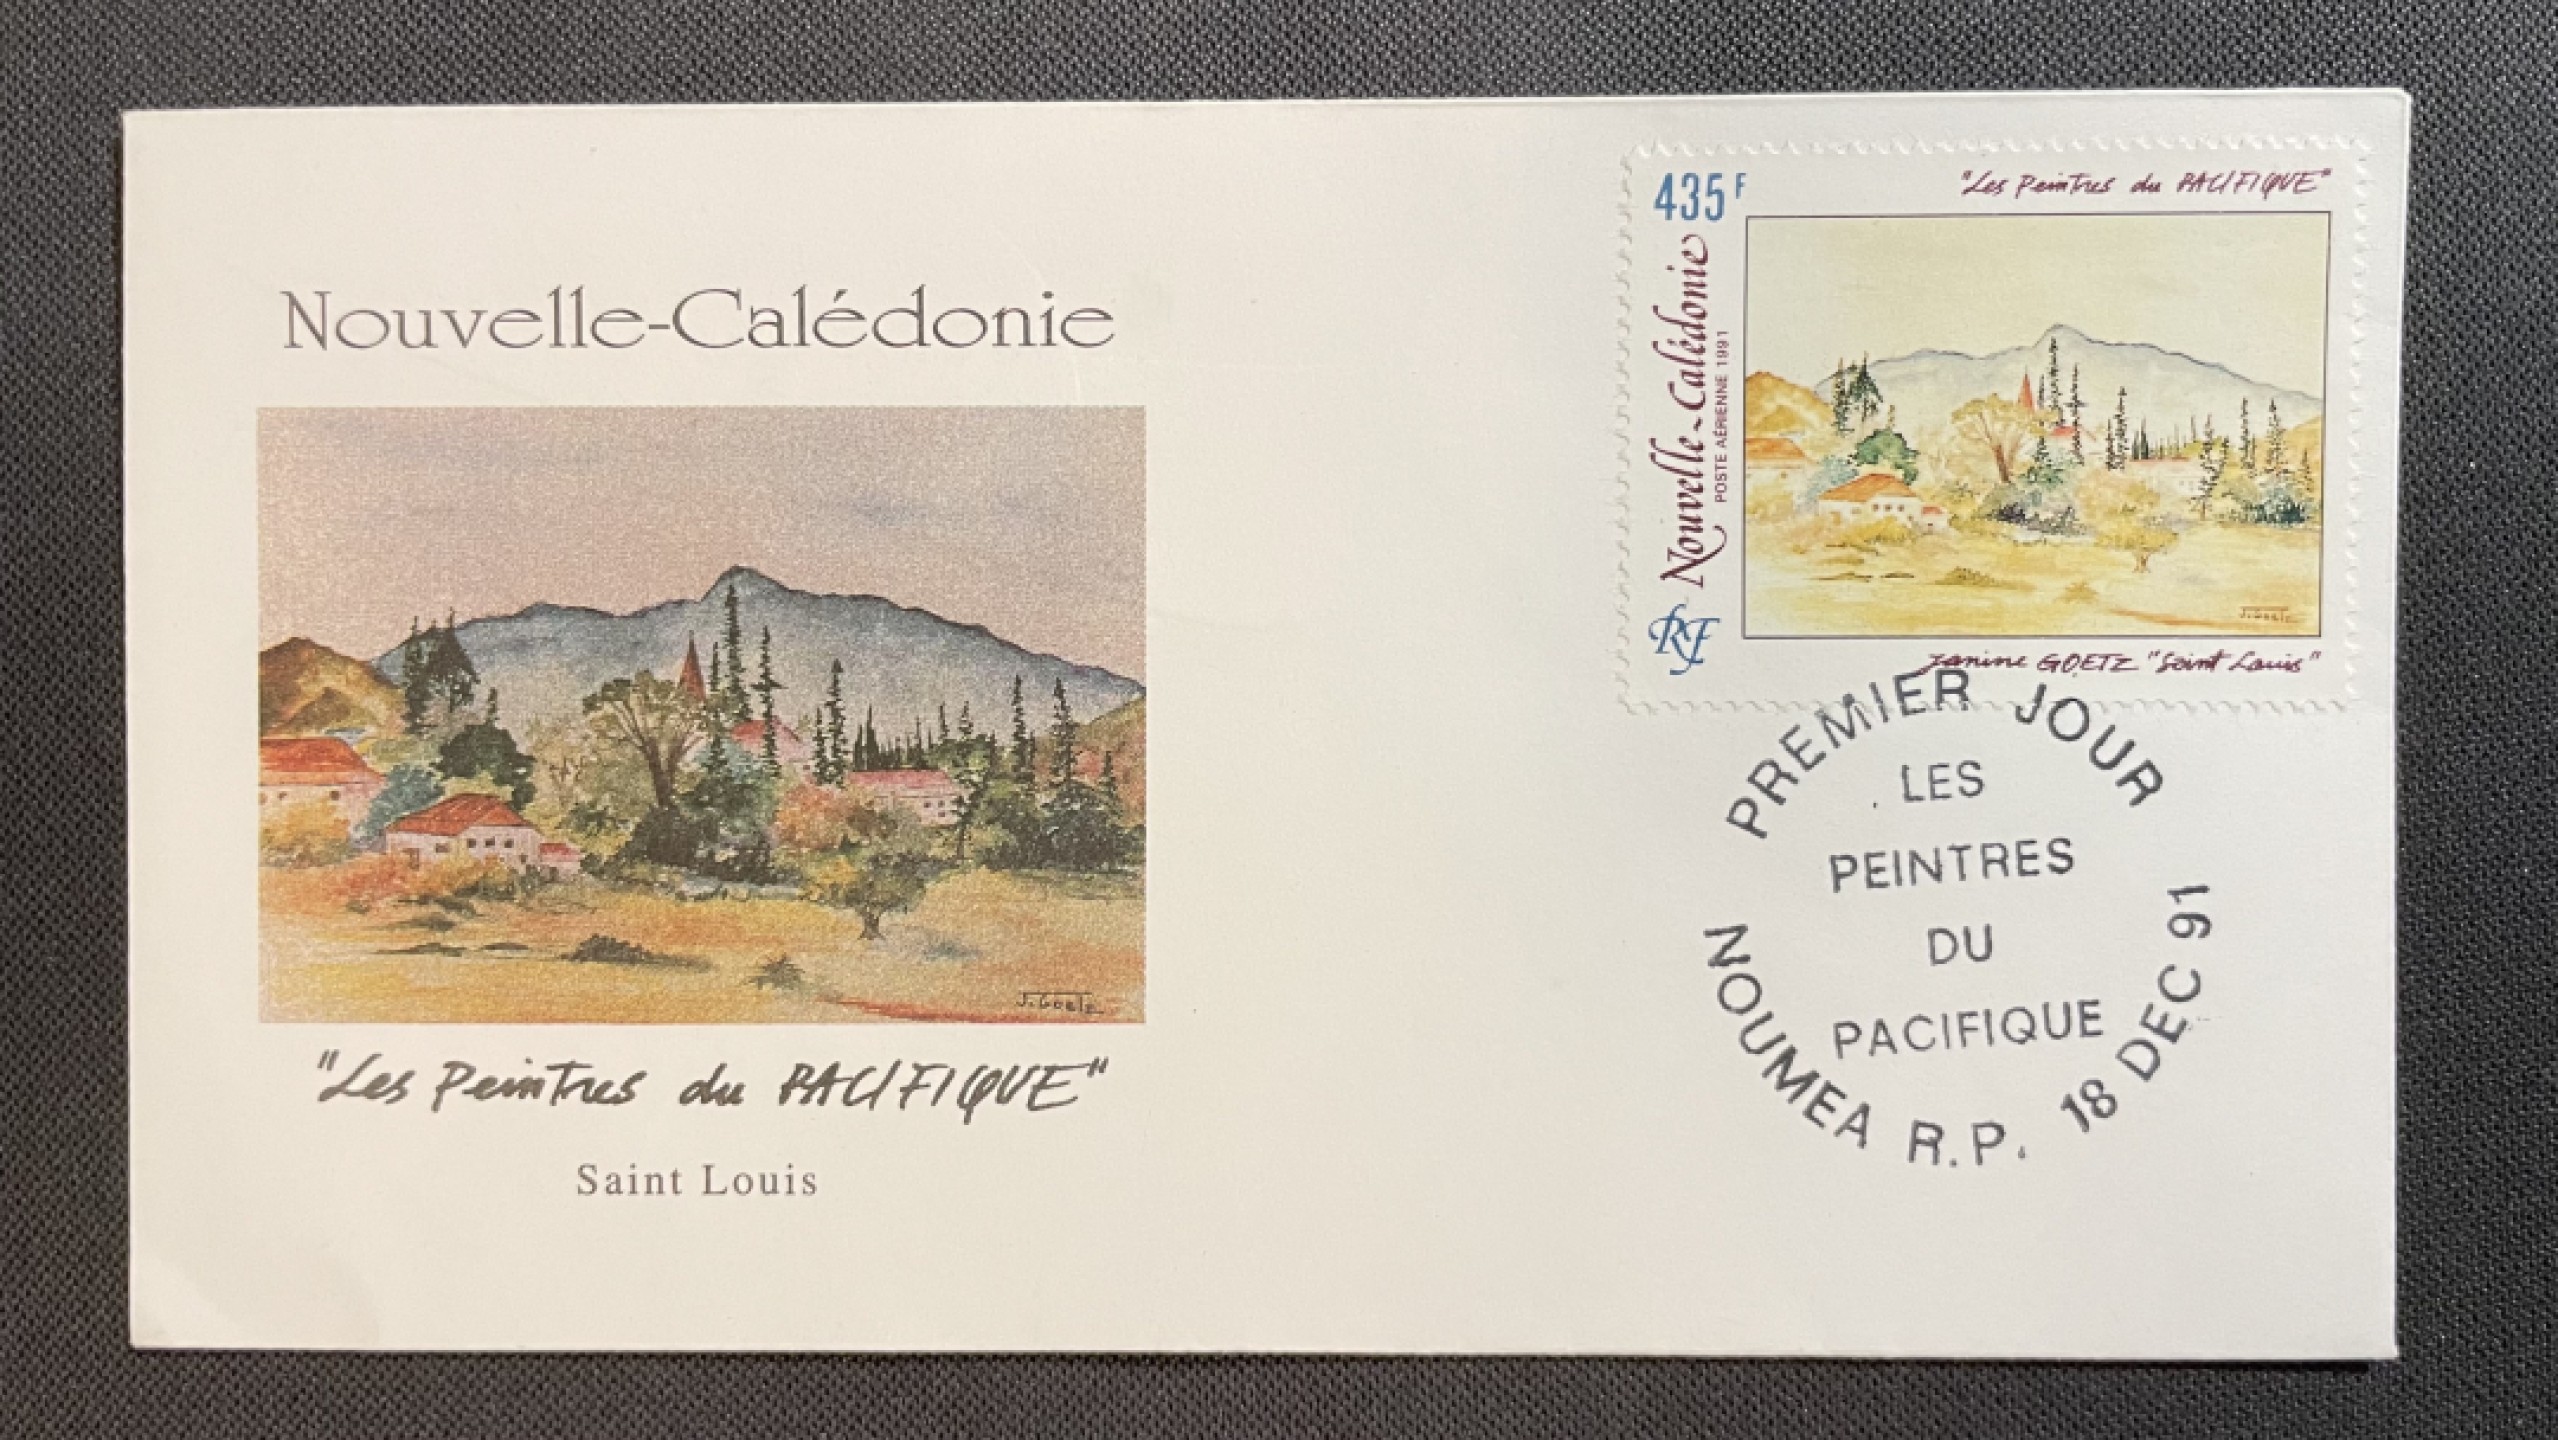 Nouvelle-Calédonie
J. Goetz
"Les Peintres du PACIFIQUE"
Saint Louis
435F
"Les Peintres du PACIFIQUE"
Nouvelle-Calédonie
POSTE AÉRIENNE 1991
RF
J. Goetz
Janine GOETZ "Saint Louis"
PREMIER JOUR
LES
PEINTRES
DU
PACIFIQUE
NOUMEA R.P. 18 DEC 91